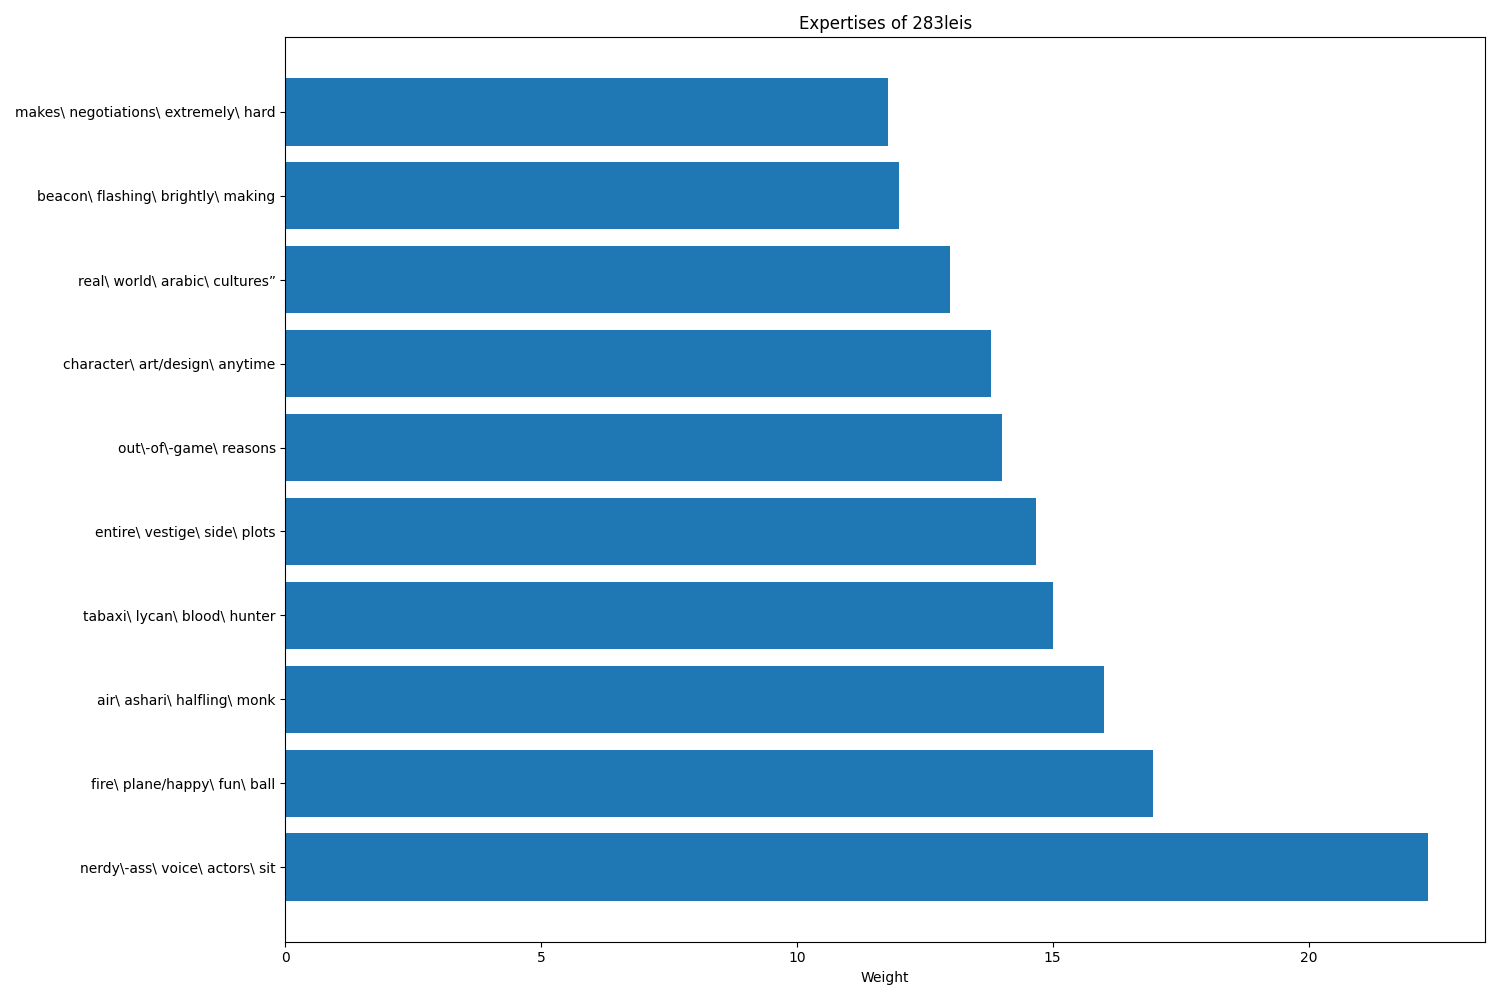 Expertises of 283leis
makes\ negotiations\ extremely\ hard
beacon\ flashing\ brightly\ making
real\ world\ arabic\ cultures”
character\ art/design\ anytime
out\-of\-game\ reasons
entire\ vestige\ side\ plots
tabaxi\ lycan\ blood\ hunter
air\ ashari\ halfling\ monk
fire\ plane/happy\ fun\ ball
nerdy\-ass\ voice\ actors\ sit
0 5 10 15 20
Weight